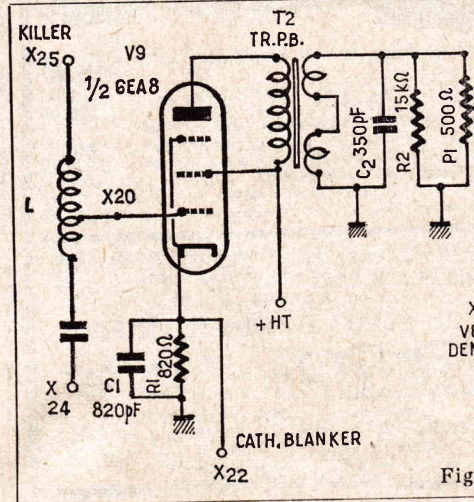 KILLER
X25
V9
1/2 6EA8
T2
TR.P.B.
L
X20
C2 350pF
15kΩ
R2
P1 500Ω
+HT
X
24
C1
820pF
R1
820Ω
CATH. BLANKER
X22
X
V8
DEN
Fig